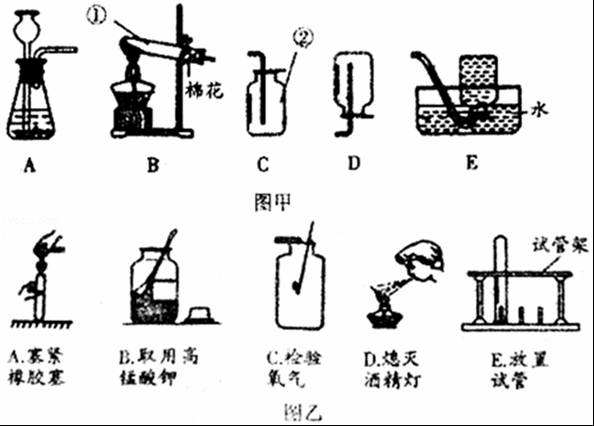 ①
棉花
②
水
A
B
C
D
E
图甲
试管架
A.塞紧
橡胶塞
B.取用高
锰酸钾
C.检验
氧气
D.熄灭
酒精灯
E.放置
试管
图乙